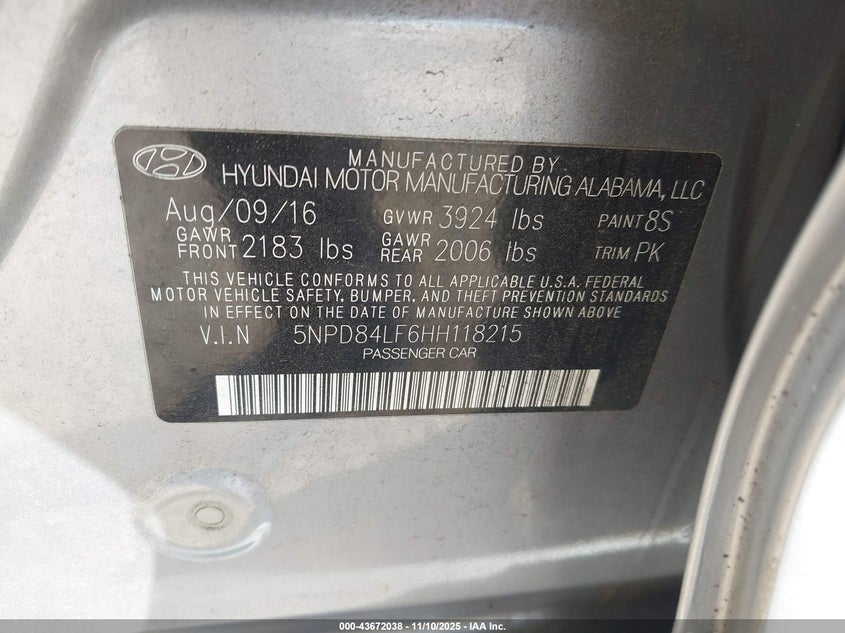 MANUFACTURED BY
HYUNDAI MOTOR MANUFACTURING ALABAMA, LLC
Aug/09/16 GVWR 3924 lbs PAINT 8S
GAWR FRONT 2183 lbs GAWR REAR 2006 lbs TRIM PK
THIS VEHICLE CONFORMS TO ALL APPLICABLE U.S.A. FEDERAL
MOTOR VEHICLE SAFETY, BUMPER, AND THEFT PREVENTION STANDARDS
IN EFFECT ON THE DATE OF MANUFACTURE SHOWN ABOVE
V.I.N 5NPD84LF6HH118215
PASSENGER CAR
000-43672038 - 11/10/2025 - IAA Inc.